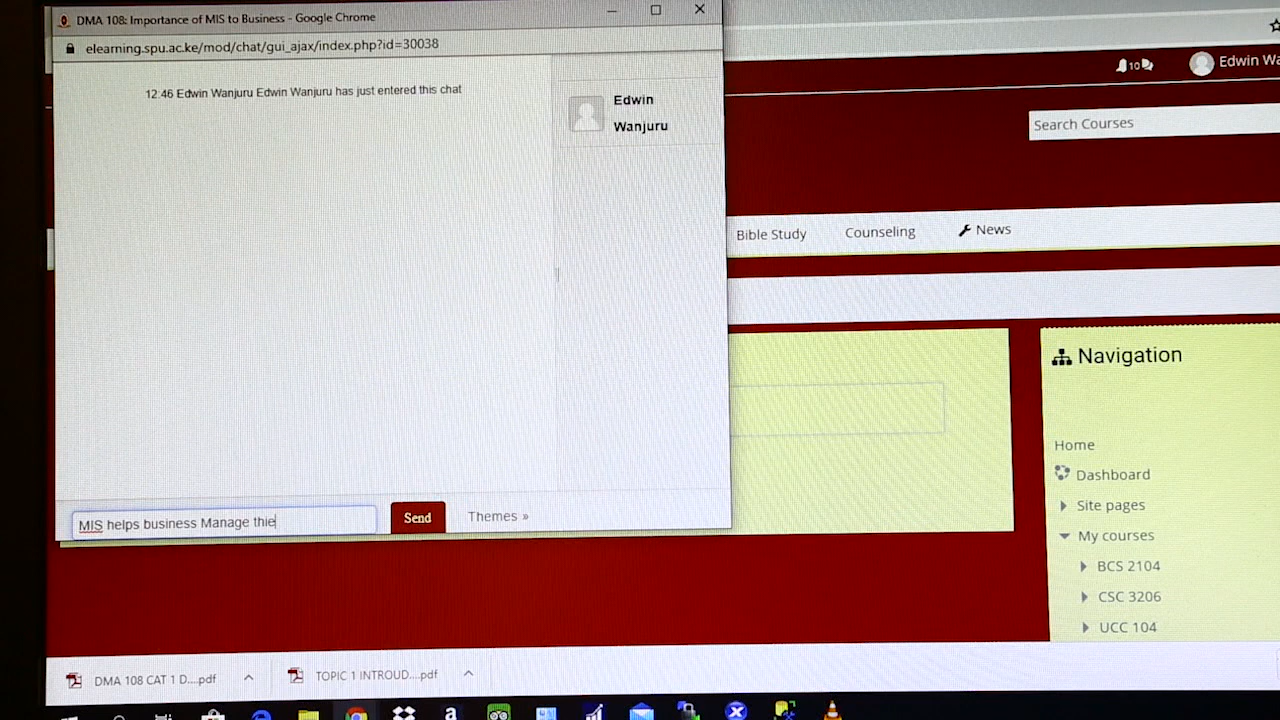 DMA 108: Importance of MIS to Business - Google Chrome
elearning.spu.ac.ke/mod/chat/gui_ajax/index.php?id=30038
12:46 Edwin Wanjuru Edwin Wanjuru has just entered this chat
Edwin
Wanjuru
MIS helps business Manage thie
Send
Themes »
10
Edwin Wa
Search Courses
Bible Study
Counseling
News
Navigation
Home
Dashboard
Site pages
My courses
BCS 2104
CSC 3206
UCC 104
DMA 108 CAT 1 D....pdf
TOPIC 1 INTROUD....pdf